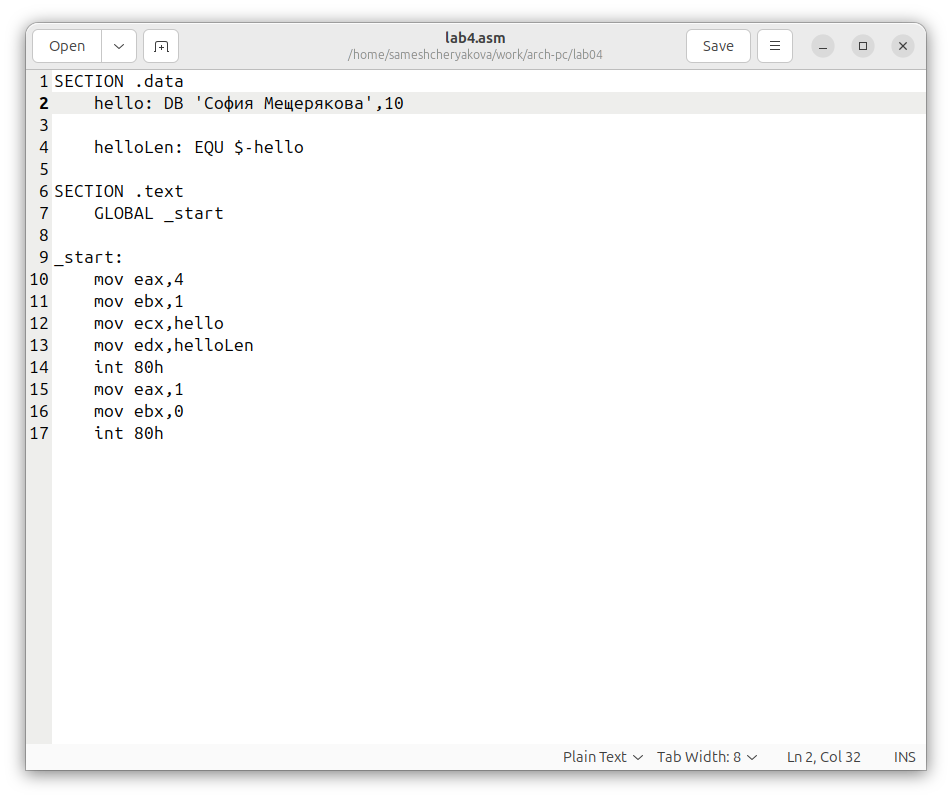 Open
lab4.asm
/home/sameshcheryakova/work/arch-pc/lab04
Save
1 SECTION .data
2     hello: DB 'София Мещерякова',10
3
4     helloLen: EQU $-hello
5
6 SECTION .text
7     GLOBAL _start
8
9 _start:
10     mov eax,4
11     mov ebx,1
12     mov ecx,hello
13     mov edx,helloLen
14     int 80h
15     mov eax,1
16     mov ebx,0
17     int 80h
Plain Text Tab Width: 8 Ln 2, Col 32 INS